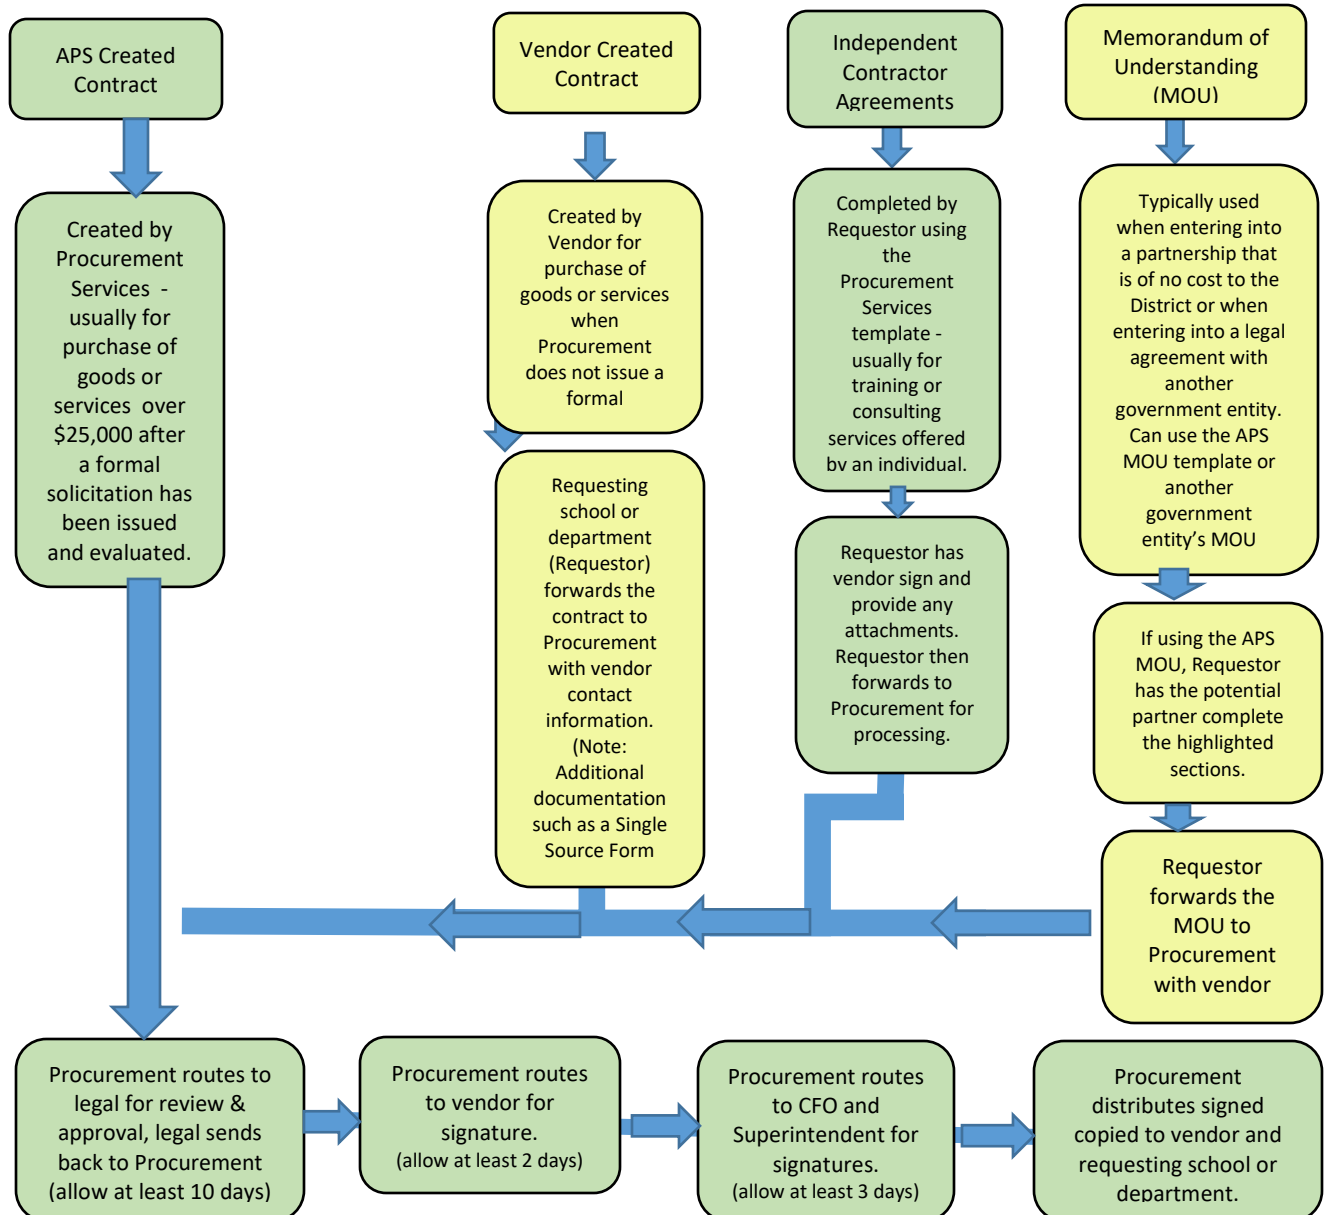 APS Created
Contract
Vendor Created
Contract
Independent
Contractor
Agreements
Memorandum of
Understanding
(MOU)
Created by
Procurement
Services  -
usually for
purchase of
goods or
services  over
$25,000 after
a formal
solicitation has
been issued
and evaluated.
Created by
Vendor for
purchase of
goods or services
when
Procurement
does not issue a
formal
Completed by
Requestor using
the
Procurement
Services
template -
usually for
training or
consulting
services offered
by an individual.
Typically used
when entering into
a partnership that
is of no cost to the
District or when
entering into a legal
agreement with
another
government entity.
Can use the APS
MOU template or
another
government
entity’s MOU
Requesting
school or
department
(Requestor)
forwards the
contract to
Procurement
with vendor
contact
information.
(Note:
Additional
documentation
such as a Single
Source Form
Requestor has
vendor sign and
provide any
attachments.
Requestor then
forwards to
Procurement for
processing.
If using the APS
MOU, Requestor
has the potential
partner complete
the highlighted
sections.
Requestor
forwards the
MOU to
Procurement
with vendor
Procurement routes to
legal for review &
approval, legal sends
back to Procurement
(allow at least 10 days)
Procurement routes
to vendor for
signature.
(allow at least 2 days)
Procurement routes
to CFO and
Superintendent for
signatures.
(allow at least 3 days)
Procurement
distributes signed
copied to vendor and
requesting school or
department.